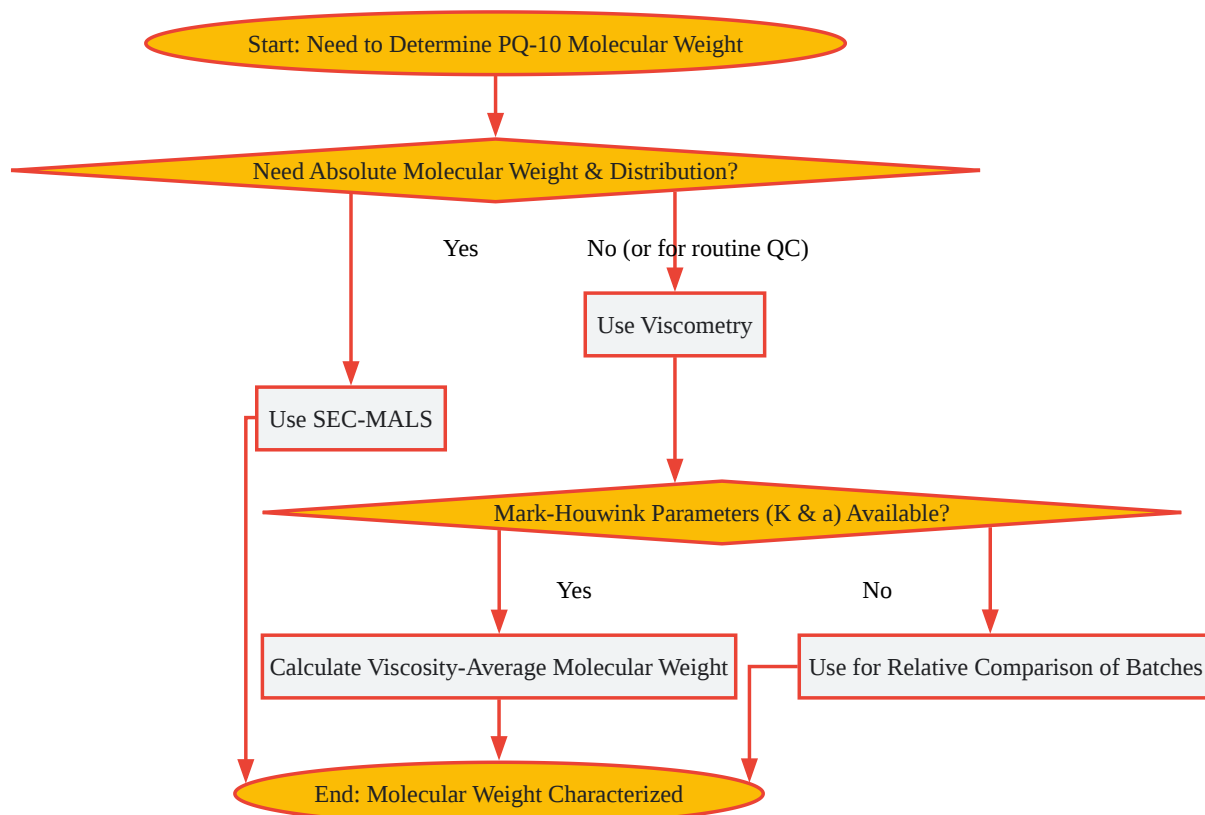 Start: Need to Determine PQ-10 Molecular Weight
Need Absolute Molecular Weight & Distribution?
Yes
No (or for routine QC)
Use Viscometry
Use SEC-MALS
Mark-Houwink Parameters (K & a) Available?
Yes
No
Calculate Viscosity-Average Molecular Weight
Use for Relative Comparison of Batches
End: Molecular Weight Characterized